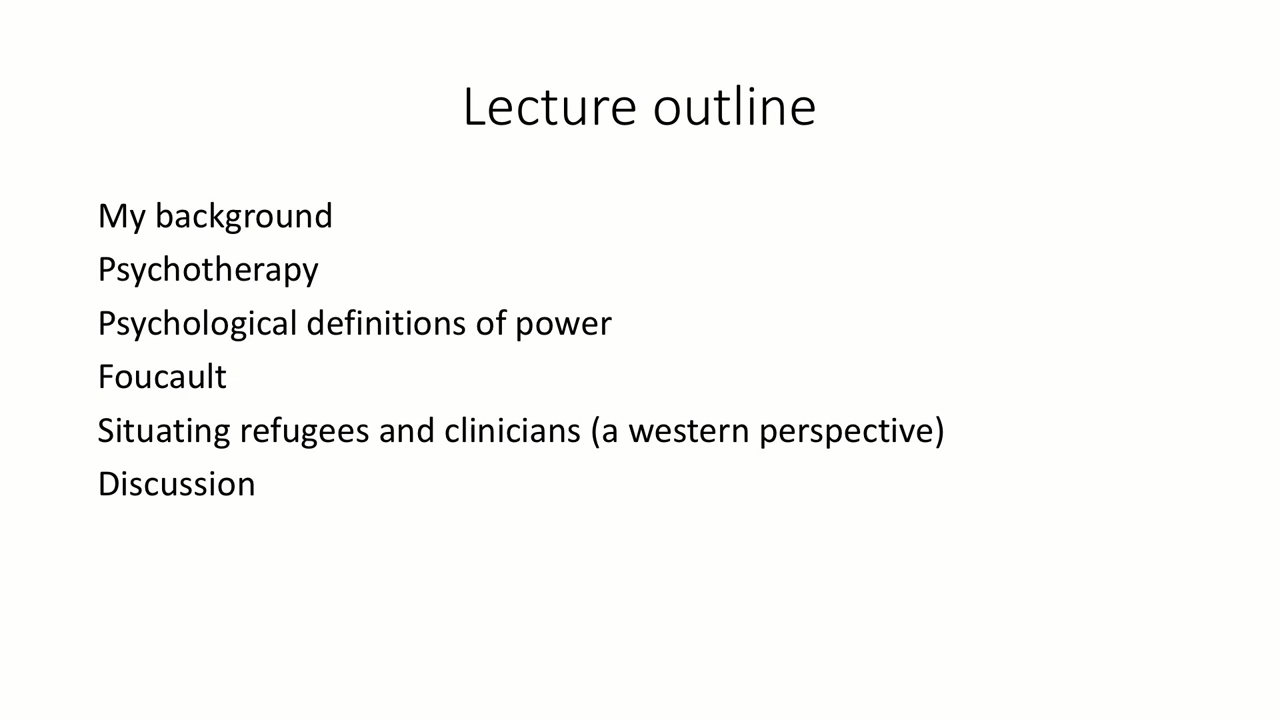 Lecture outline
My background
Psychotherapy
Psychological definitions of power
Foucault
Situating refugees and clinicians (a western perspective)
Discussion